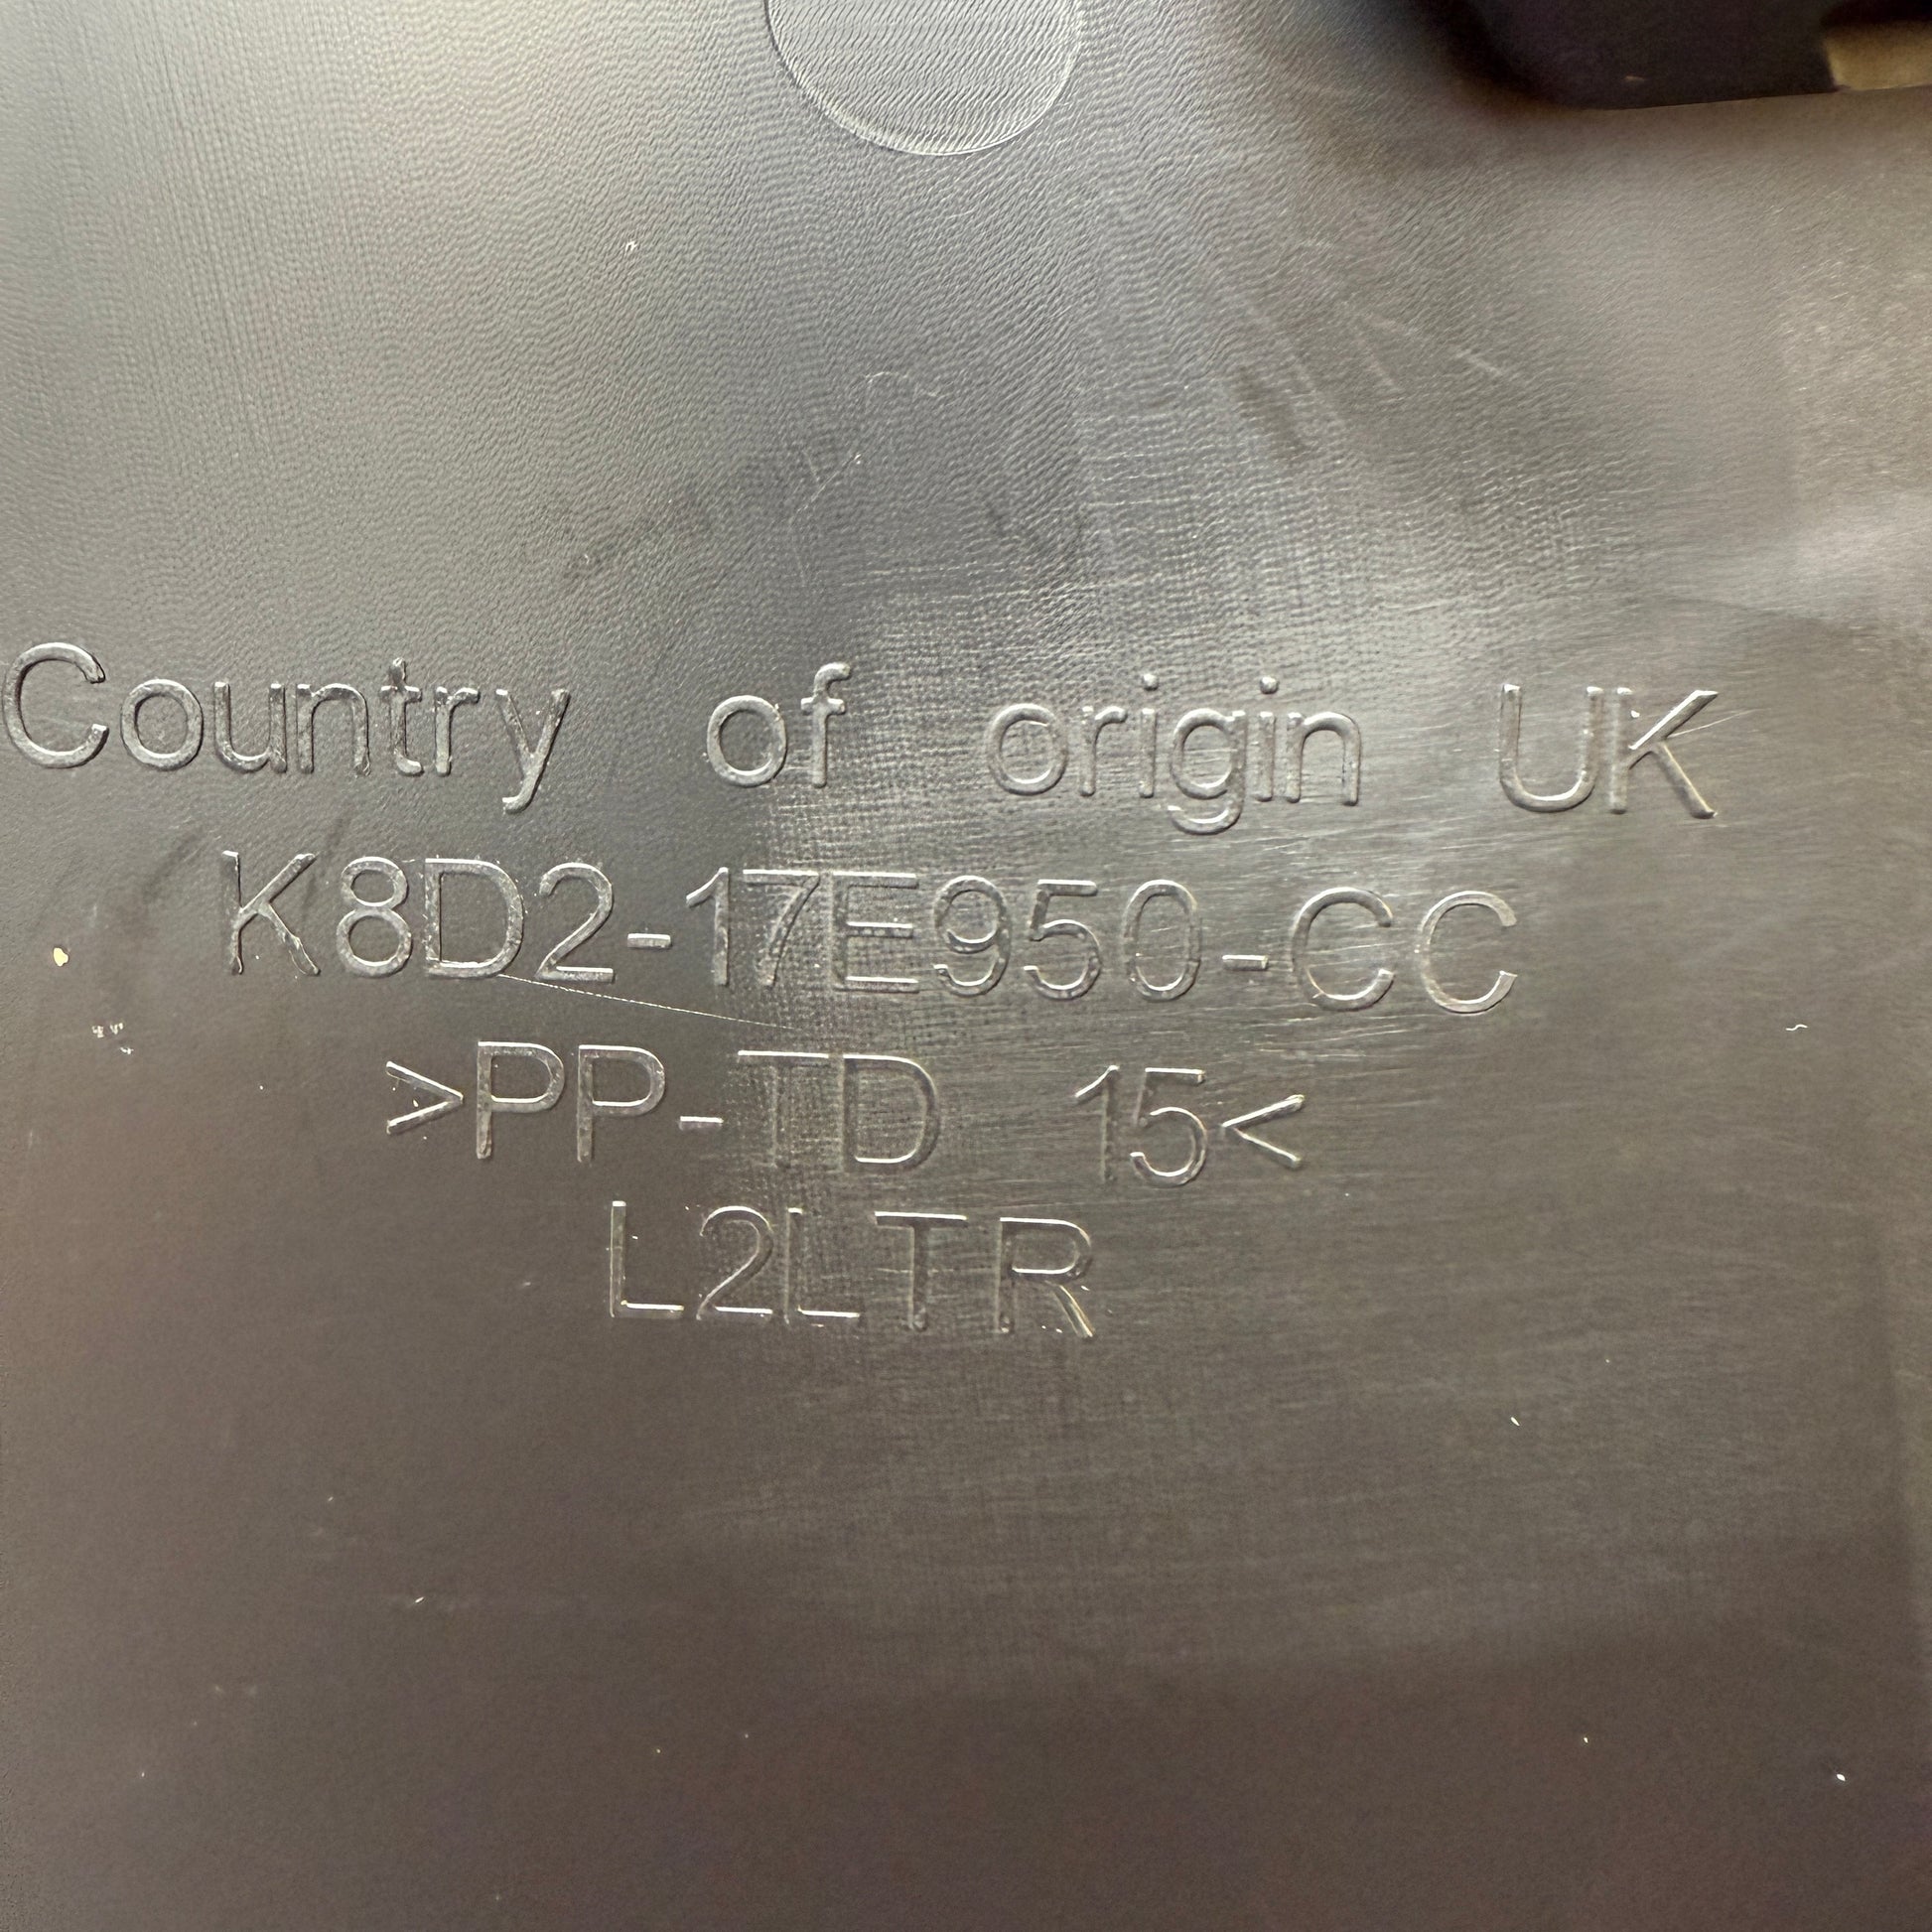 Country of origin UK
K8D2-17E950-CC
>PP-TD 15<
L2LTR